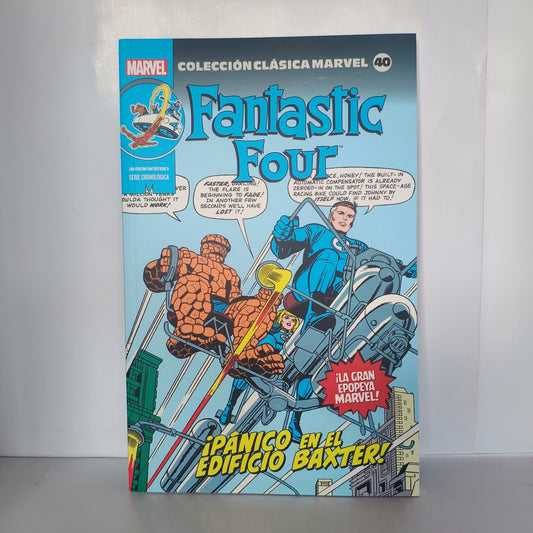 MARVEL
COLECCIÓN CLÁSICA MARVEL 40
Fantastic
Four
LOS CUATRO FANTÁSTICOS
SERIE CRONOLÓGICA
THOUGHT IT
WOULD WORK!
FASTER,
THE FLARE IS
BEGINNING TO FADE!
IN ANOTHER FEW
SECONDS WE'LL HAVE
LOST IT!
HONEY! THE BUILT-IN
AUTOMATIC COMPENSATOR IS ALREADY
ZEROED-IN ON THE SPOT! THIS SPACE-AGE
RACING BIKE COULD FIND JOHNNY BY
ITSELF NOW, IF IT HAD TO!
¡LA GRAN
EPOPEYA
MARVEL!
¡PÁNICO EN EL
EDIFICIO BAXTER!